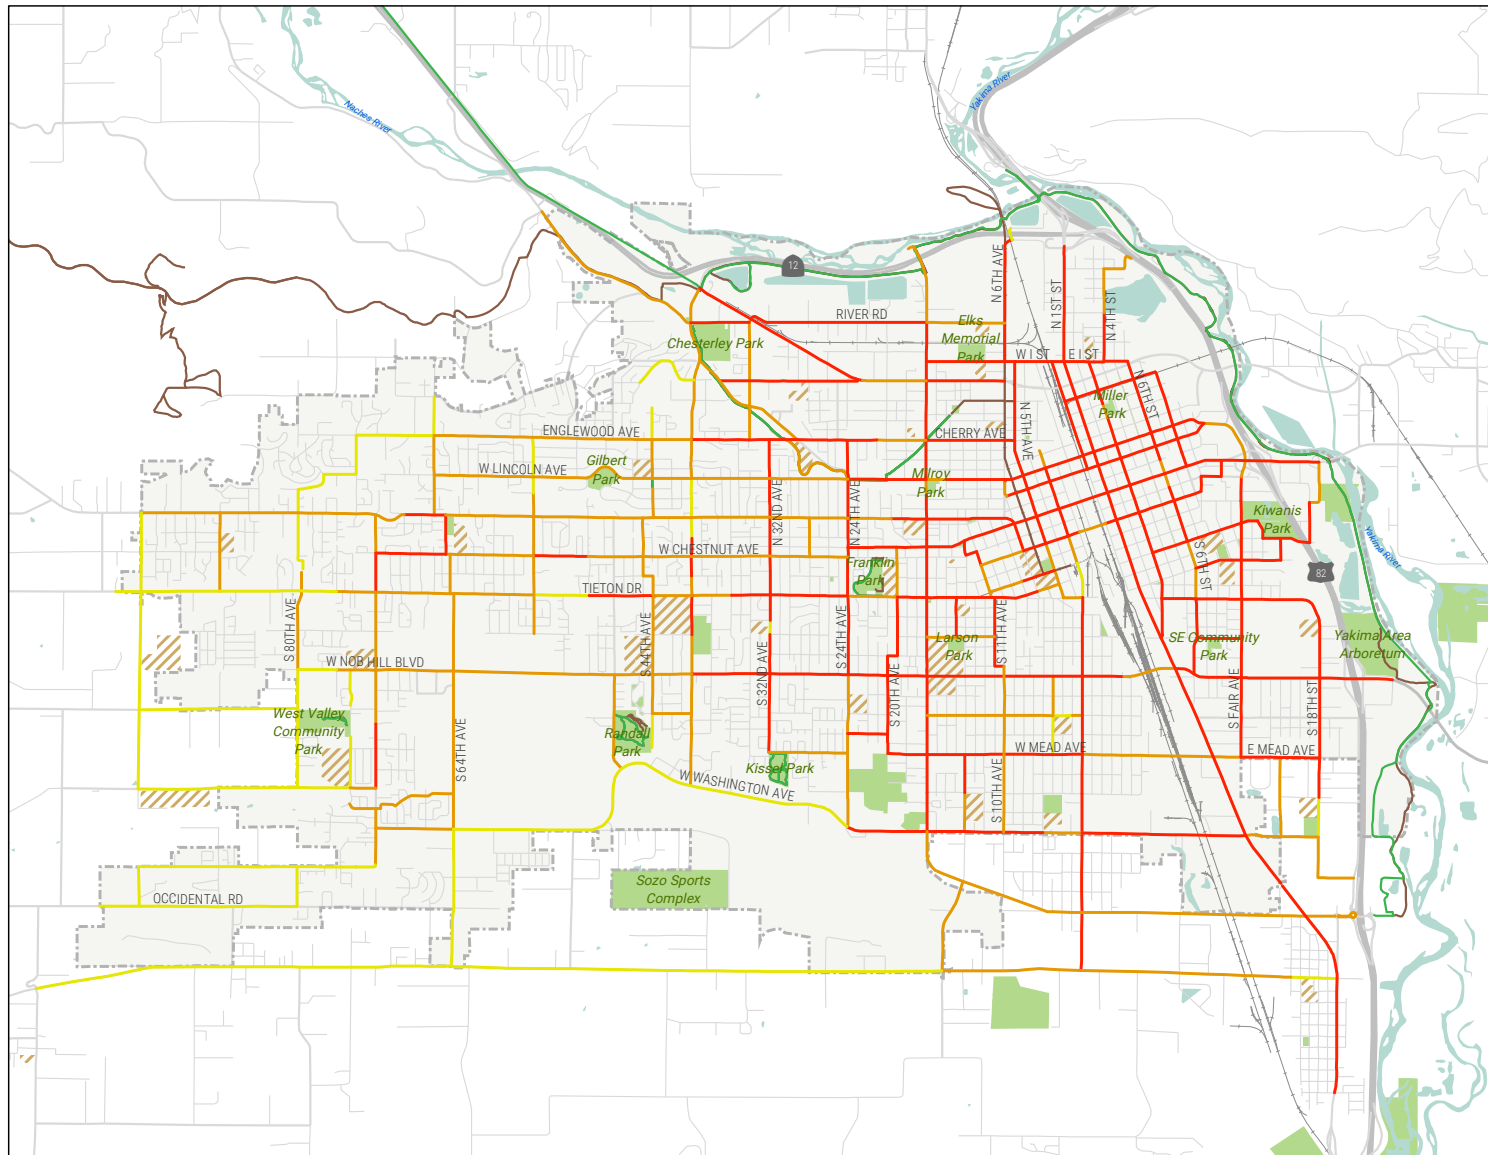 Naches River
Yakima River
12
RIVER RD
N 6TH AVE
N 1ST ST
N 4TH ST
Elks
Memorial
Park
Chesterley Park
W I ST
E I ST
N 6TH ST
Miller
Park
N 5TH AVE
ENGLEWOOD AVE
CHERRY AVE
W LINCOLN AVE
Gilbert
Park
Milroy
Park
N 32ND AVE
N 24TH AVE
Kiwanis
Park
Yakima River
W CHESTNUT AVE
Franklin
Park
S 6TH ST
82
TIETON DR
S 80TH AVE
S 44TH AVE
S 24TH AVE
S 11TH AVE
Larson
Park
SE Community
Park
Yakima Area
Arboretum
W NOB HILL BLVD
S 32ND AVE
S 20TH AVE
S FAIR AVE
S 18TH ST
West Valley
Community
Park
S 64TH AVE
Randall
Park
W MEAD AVE
E MEAD AVE
Kissel Park
W WASHINGTON AVE
S 10TH AVE
Sozo Sports
Complex
OCCIDENTAL RD